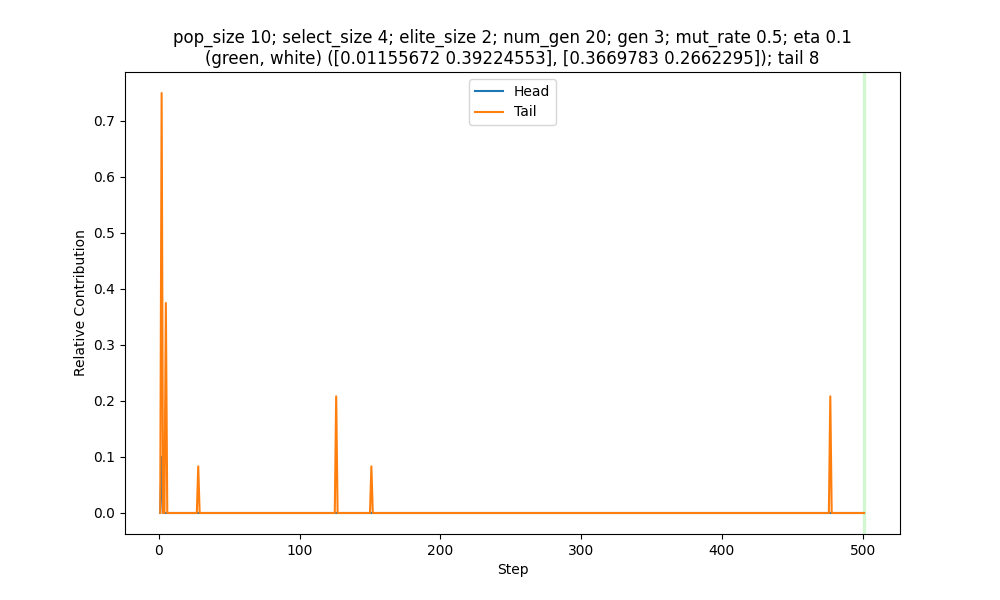 pop_size 10; select_size 4; elite_size 2; num_gen 20; gen 3; mut_rate 0.5; eta 0.1
(green, white) ([0.01155672 0.39224553], [0.3669783 0.2662295]); tail 8
Head
Tail
Relative Contribution
0.7
0.6
0.5
0.4
0.3
0.2
0.1
0.0
0
100
200
300
400
500
Step